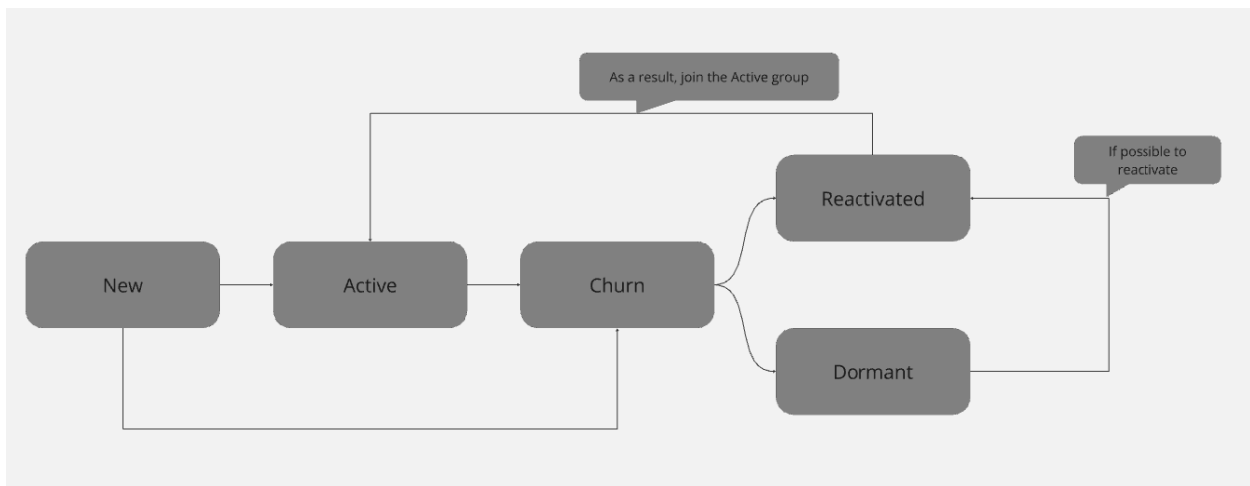 As a result, join the Active group
If possible to
reactivate
Reactivated
New
Active
Churn
Dormant